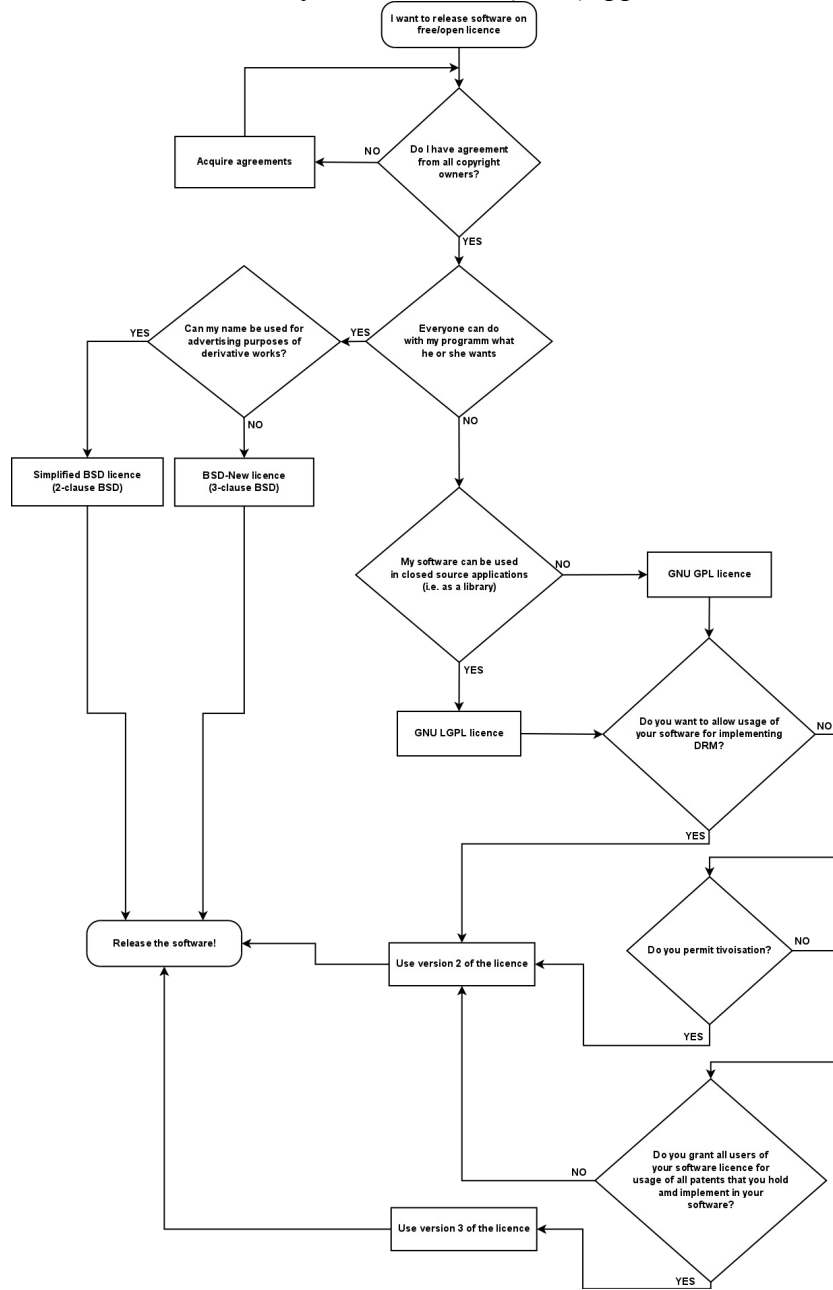 I want to release software on
free/open licence
Do I have agreement
from all copyright
owners?
NO
Acquire agreements
YES
Everyone can do
with my programm what
he or she wants
YES
Can my name be used for
advertising purposes of
derivative works?
YES
NO
NO
Simplified BSD licence
(2-clause BSD)
BSD-New licence
(3-clause BSD)
My software can be used
in closed source applications
(i.e. as a library)
NO
GNU GPL licence
YES
GNU LGPL licence
Do you want to allow usage of
your software for implementing
DRM?
NO
YES
Do you permit tivoisation?
NO
YES
Use version 2 of the licence
Release the software!
Do you grant all users of
your software licence for
usage of all patents that you hold
and implement in your
software?
NO
YES
Use version 3 of the licence